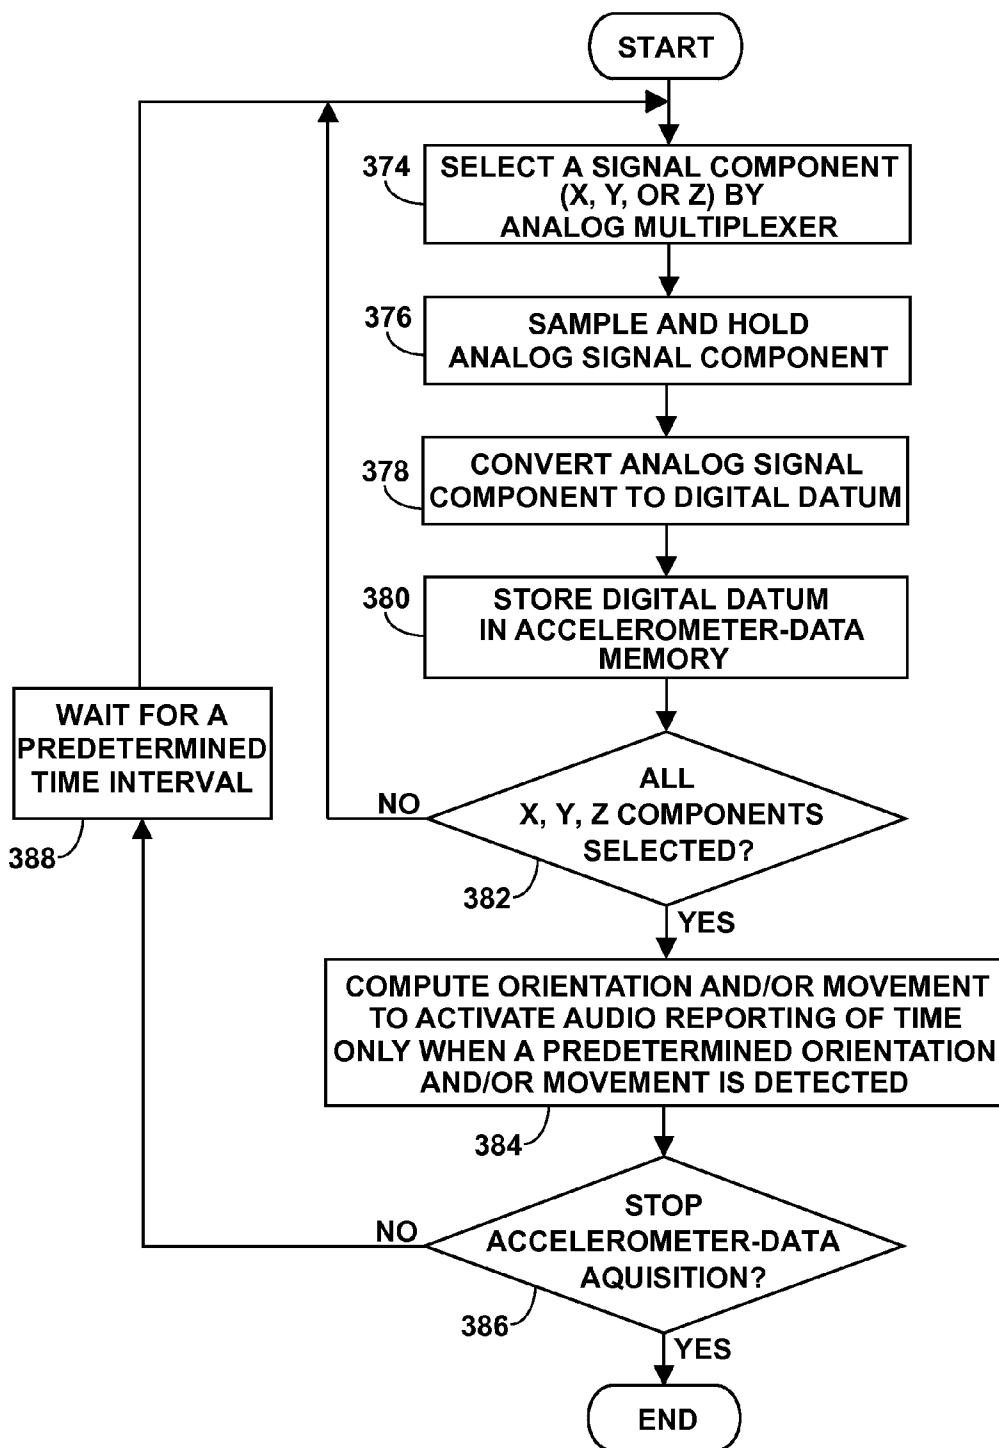 START
374
SELECT A SIGNAL COMPONENT
(X, Y, OR Z) BY
ANALOG MULTIPLEXER
376
SAMPLE AND HOLD
ANALOG SIGNAL COMPONENT
378
CONVERT ANALOG SIGNAL
COMPONENT TO DIGITAL DATUM
380
STORE DIGITAL DATUM
IN ACCELEROMETER-DATA
MEMORY
WAIT FOR A
PREDETERMINED
TIME INTERVAL
388
NO
ALL
X, Y, Z COMPONENTS
SELECTED?
382
YES
COMPUTE ORIENTATION AND/OR MOVEMENT
TO ACTIVATE AUDIO REPORTING OF TIME
ONLY WHEN A PREDETERMINED ORIENTATION
AND/OR MOVEMENT IS DETECTED
384
NO
STOP
ACCELEROMETER-DATA
AQUISITION?
386
YES
END